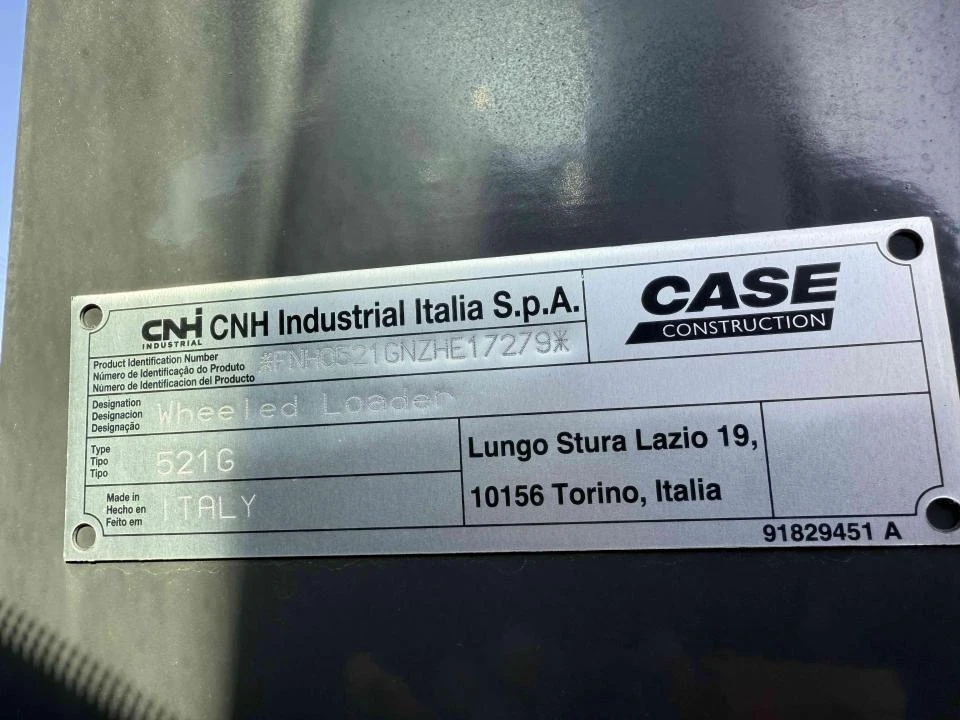 CNH INDUSTRIAL CNH Industrial Italia S.p.A.
CASE
CONSTRUCTION
Product Identification Number
Número de Identificação do Produto
Número de Identificacion del Producto
*FNH0521GNZHE17279*
Designation
Designacion
Designação
Wheeled Loader
Type
Tipo
Tipo
521G
Made in
Hecho en
Feito em
ITALY
Lungo Stura Lazio 19,
10156 Torino, Italia
91829451 A